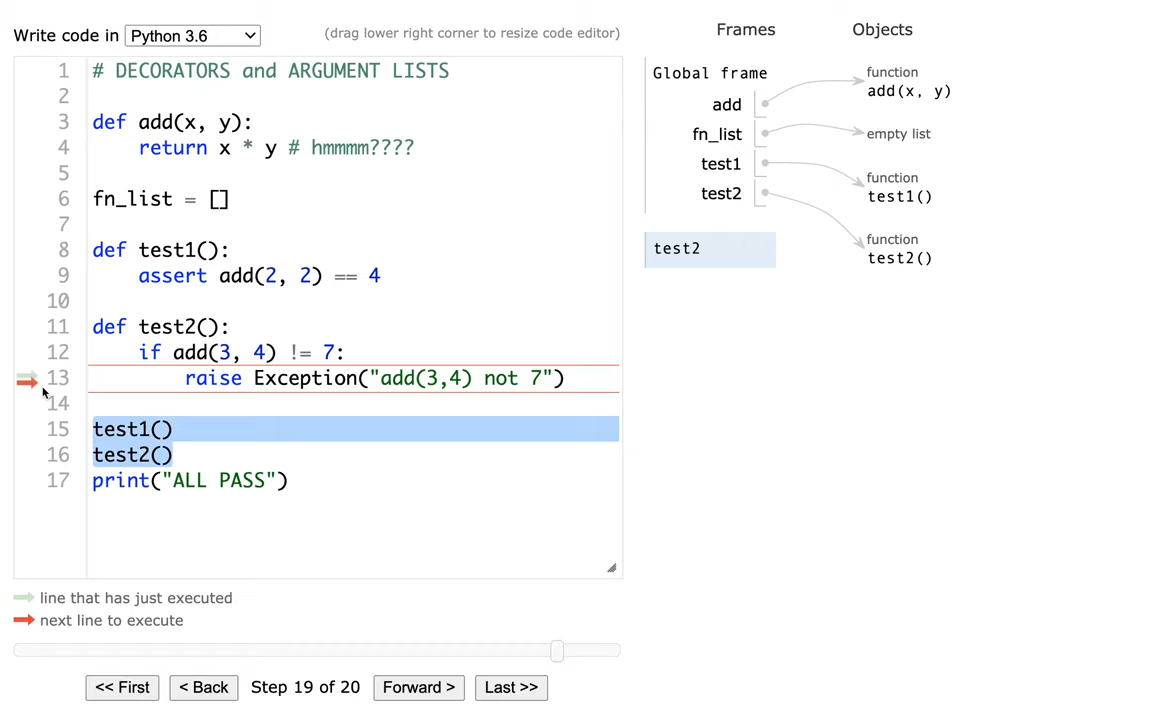 Write code in Python 3.6 (drag lower right corner to resize code editor)
1 # DECORATORS and ARGUMENT LISTS
2
3 def add(x, y):
4     return x * y # hmmmm????
5
6 fn_list = []
7
8 def test1():
9     assert add(2, 2) == 4
10
11 def test2():
12     if add(3, 4) != 7:
13         raise Exception("add(3,4) not 7")
14
15 test1()
16 test2()
17 print("ALL PASS")
line that has just executed
next line to execute
<< First < Back Step 19 of 20 Forward > Last >>
Frames Objects
Global frame
add
fn_list
test1
test2
function
add(x, y)
empty list
function
test1()
function
test2()
test2